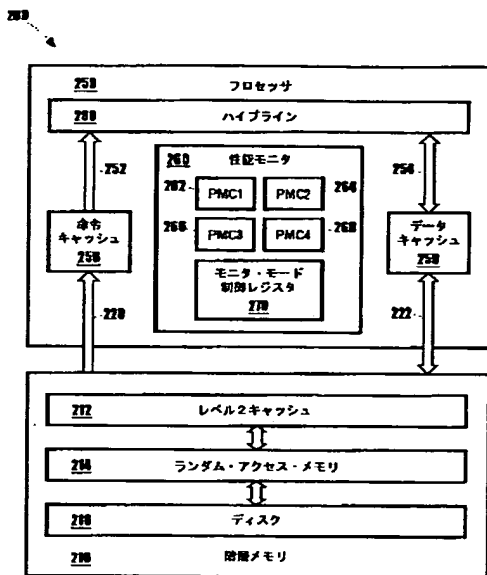 200
250 フロセッサ
280 ハイブライン
252
260 性能モニタ
254
262 PMC1 PMC2 264
266 PMC3 PMC4 268
命令
キャッシュ
256
データ
キャッシュ
258
モニタ・モード
制御レジスタ
270
220
222
212 レベル2キャッシュ
214 ランダム・アクセス・メモリ
216 ディスク
210 階層メモリ